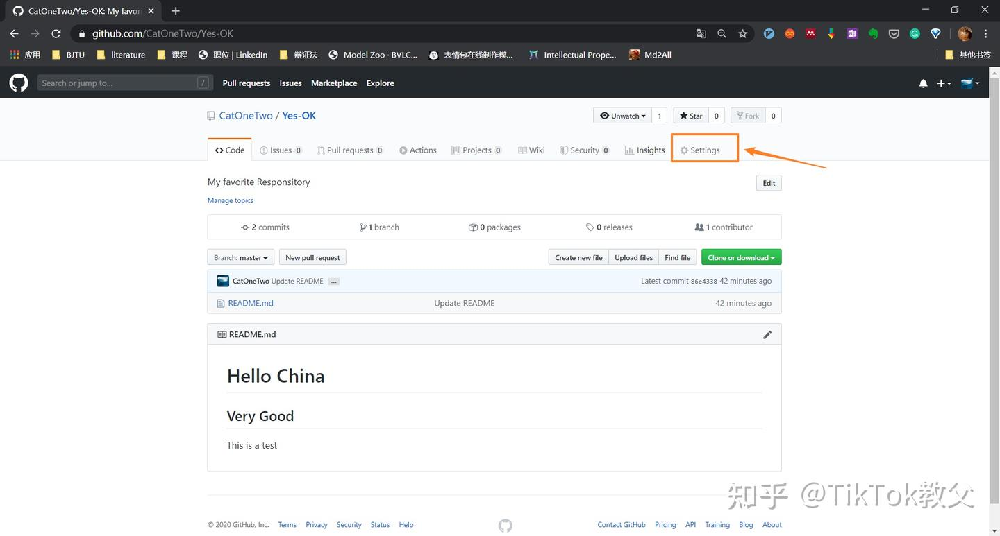 CatOneTwo/Yes-OK: My favori
github.com/CatOneTwo/Yes-OK
应用 BJTU literature 课程 职位 | LinkedIn 辩证法 Model Zoo · BVLC... 表情包在线制作模... Intellectual Prope... Md2All 其他书签
Search or jump to... / Pull requests Issues Marketplace Explore
CatOneTwo / Yes-OK Unwatch 1 Star 0 Fork 0
Code Issues 0 Pull requests 0 Actions Projects 0 Wiki Security 0 Insights Settings
My favorite Responsitory Edit
Manage topics
2 commits 1 branch 0 packages 0 releases 1 contributor
Branch: master New pull request Create new file Upload files Find file Clone or download
CatOneTwo Update README ... Latest commit 86e4338 42 minutes ago
README.md Update README 42 minutes ago
README.md
Hello China
Very Good
This is a test
知乎 @TikTok教父
© 2020 GitHub, Inc. Terms Privacy Security Status Help Contact GitHub Pricing API Training Blog About